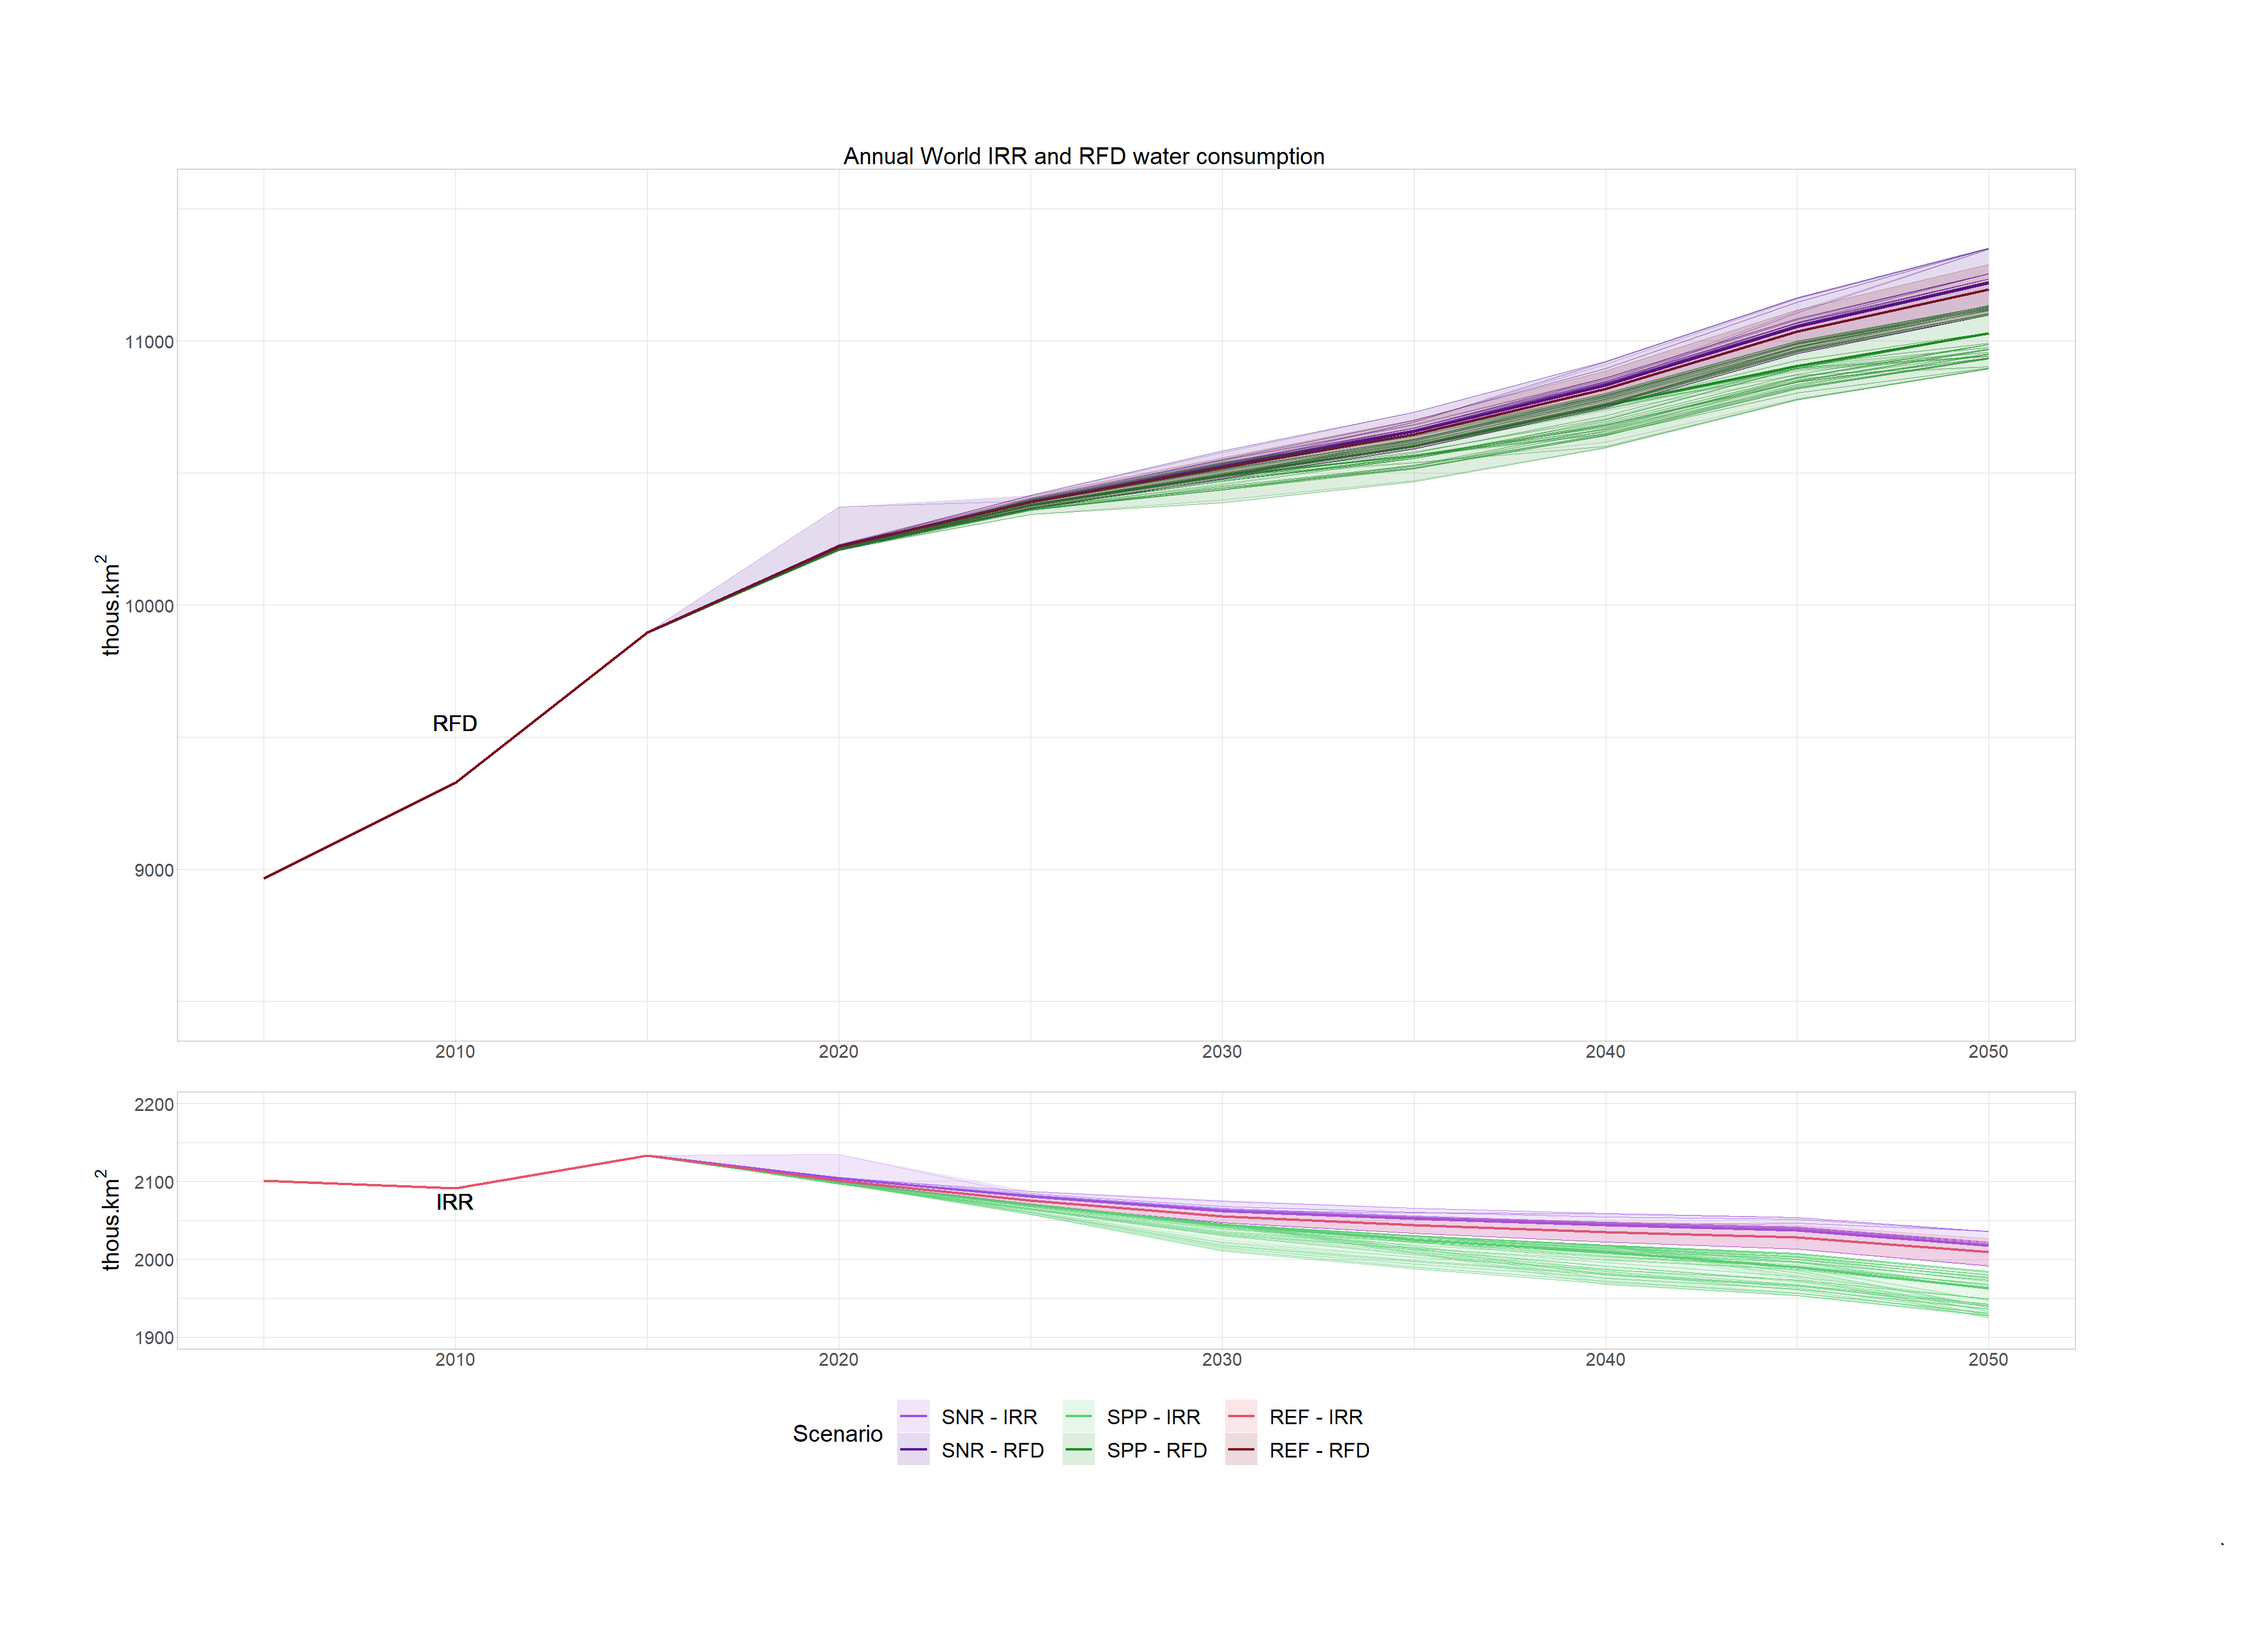 Annual World IRR and RFD water consumption
11000
10000
9000
thous.km²
RFD
2010 2020 2030 2040 2050
2200
2100
2000
1900
thous.km²
IRR
2010 2020 2030 2040 2050
Scenario
SNR - IRR SPP - IRR REF - IRR
SNR - RFD SPP - RFD REF - RFD